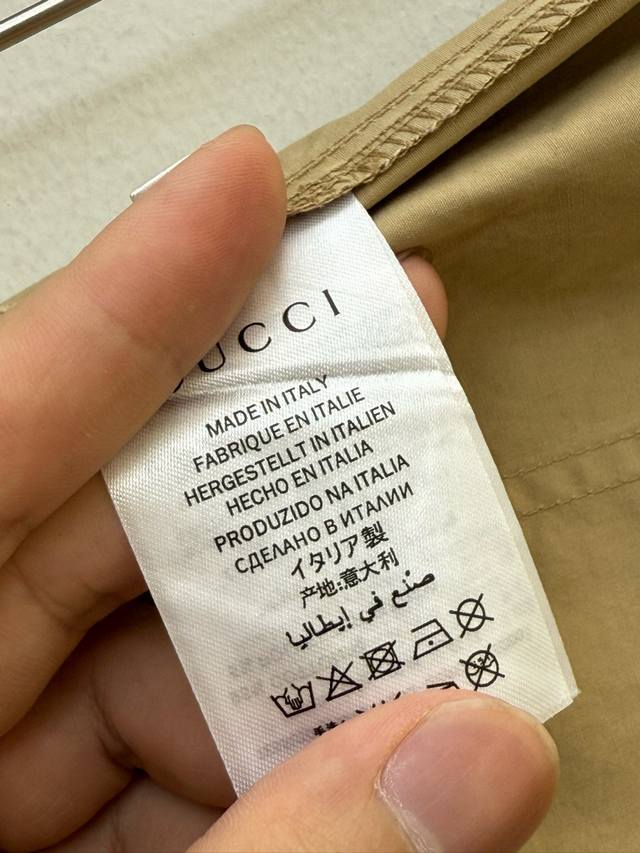 GUCCI
MADE IN ITALY
FABRIQUE EN ITALIE
HERGESTELLT IN ITALIEN
HECHO EN ITALIA
PRODUZIDO NA ITALIA
СДЕЛАНО В ИТАЛИИ
イタリア製
产地:意大利
صنع في إيطاليا